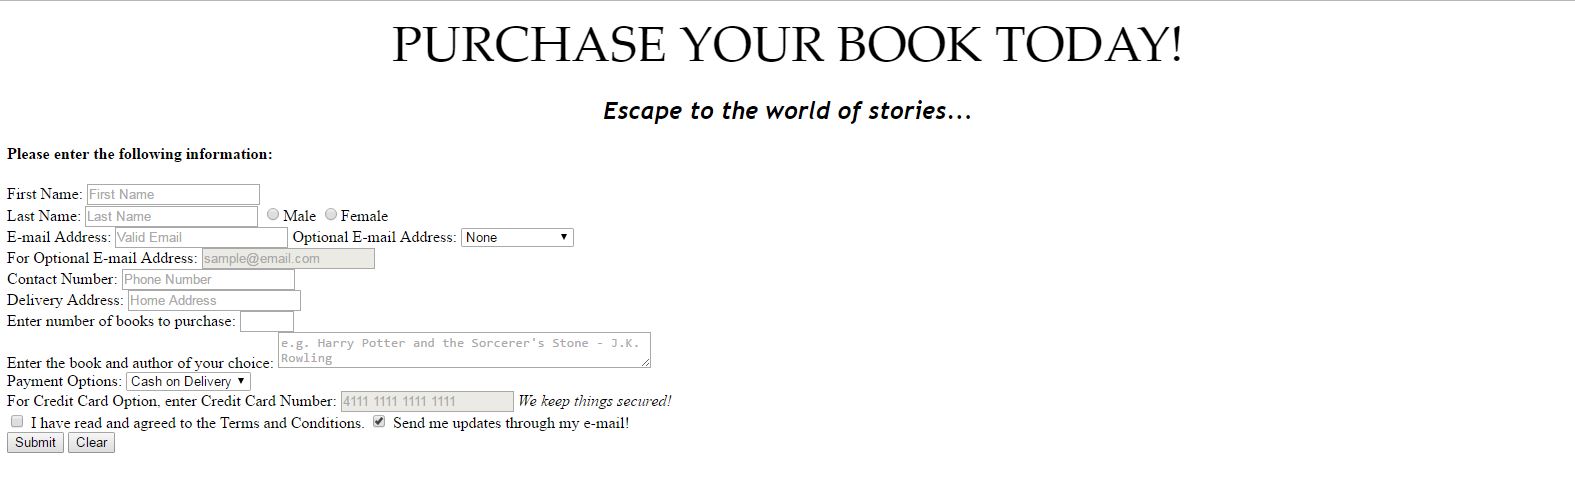 PURCHASE YOUR BOOK TODAY!
Escape to the world of stories...
Please enter the following information:
First Name: First Name
Last Name: Last Name Male Female
E-mail Address: Valid Email Optional E-mail Address: None
For Optional E-mail Address: sample@email.com
Contact Number: Phone Number
Delivery Address: Home Address
Enter number of books to purchase:
Enter the book and author of your choice: e.g. Harry Potter and the Sorcerer's Stone - J.K.
Rowling
Payment Options: Cash on Delivery
For Credit Card Option, enter Credit Card Number: 4111 1111 1111 1111 We keep things secured!
I have read and agreed to the Terms and Conditions. Send me updates through my e-mail!
Submit Clear